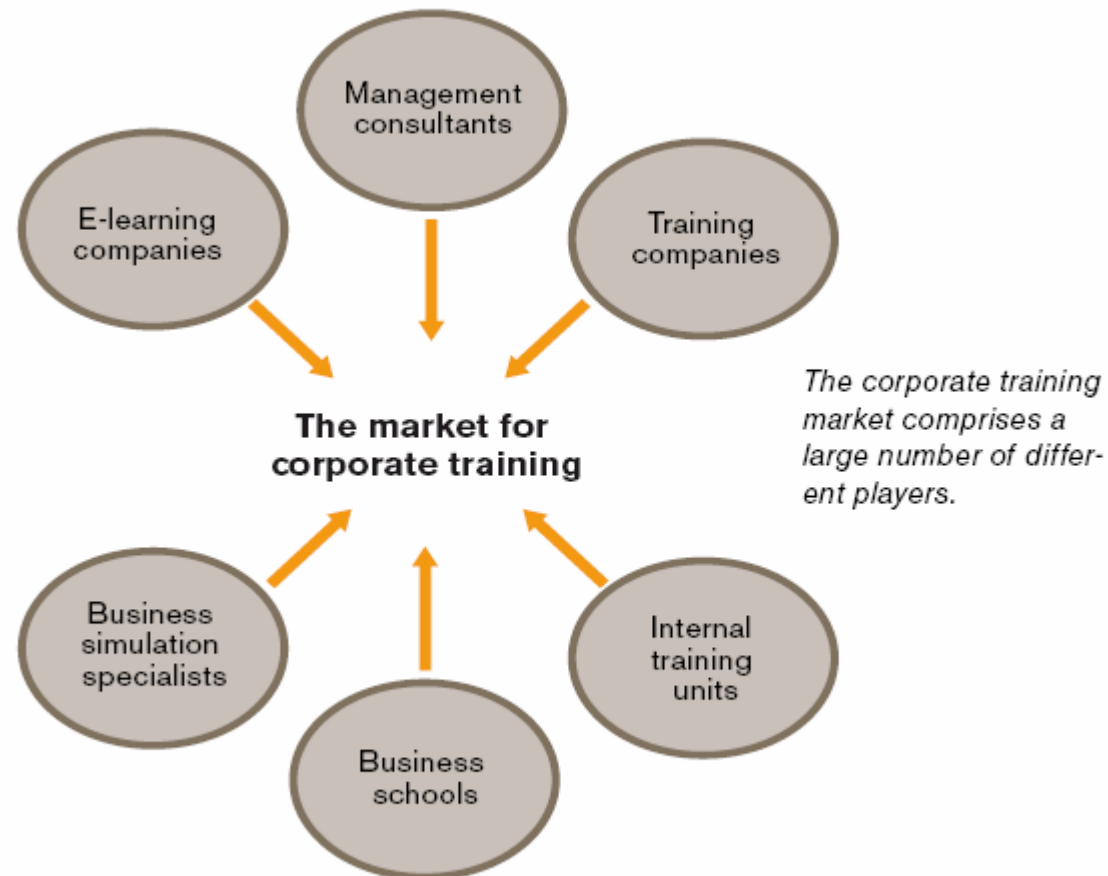 Management
consultants
E-learning
companies
Training
companies
The market for
corporate training
The corporate training
market comprises a
large number of differ-
ent players.
Business
simulation
specialists
Internal
training
units
Business
schools